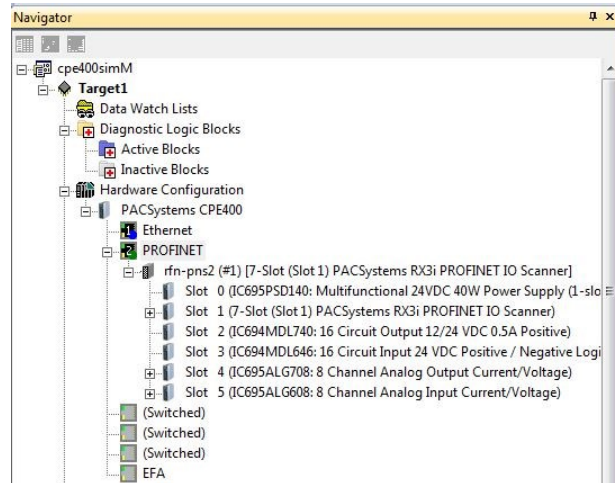 Navigator
cpe400simM
Target1
Data Watch Lists
Diagnostic Logic Blocks
Active Blocks
Inactive Blocks
Hardware Configuration
PACSystems CPE400
1 Ethernet
2 PROFINET
rfn-pns2 (#1) [7-Slot (Slot 1) PACSystems RX3i PROFINET IO Scanner]
Slot 0 (IC695PSD140: Multifunctional 24VDC 40W Power Supply (1-slo
Slot 1 (7-Slot (Slot 1) PACSystems RX3i PROFINET IO Scanner)
Slot 2 (IC694MDL740: 16 Circuit Output 12/24 VDC 0.5A Positive)
Slot 3 (IC694MDL646: 16 Circuit Input 24 VDC Positive / Negative Logi
Slot 4 (IC695ALG708: 8 Channel Analog Output Current/Voltage)
Slot 5 (IC695ALG608: 8 Channel Analog Input Current/Voltage)
(Switched)
(Switched)
(Switched)
EFA